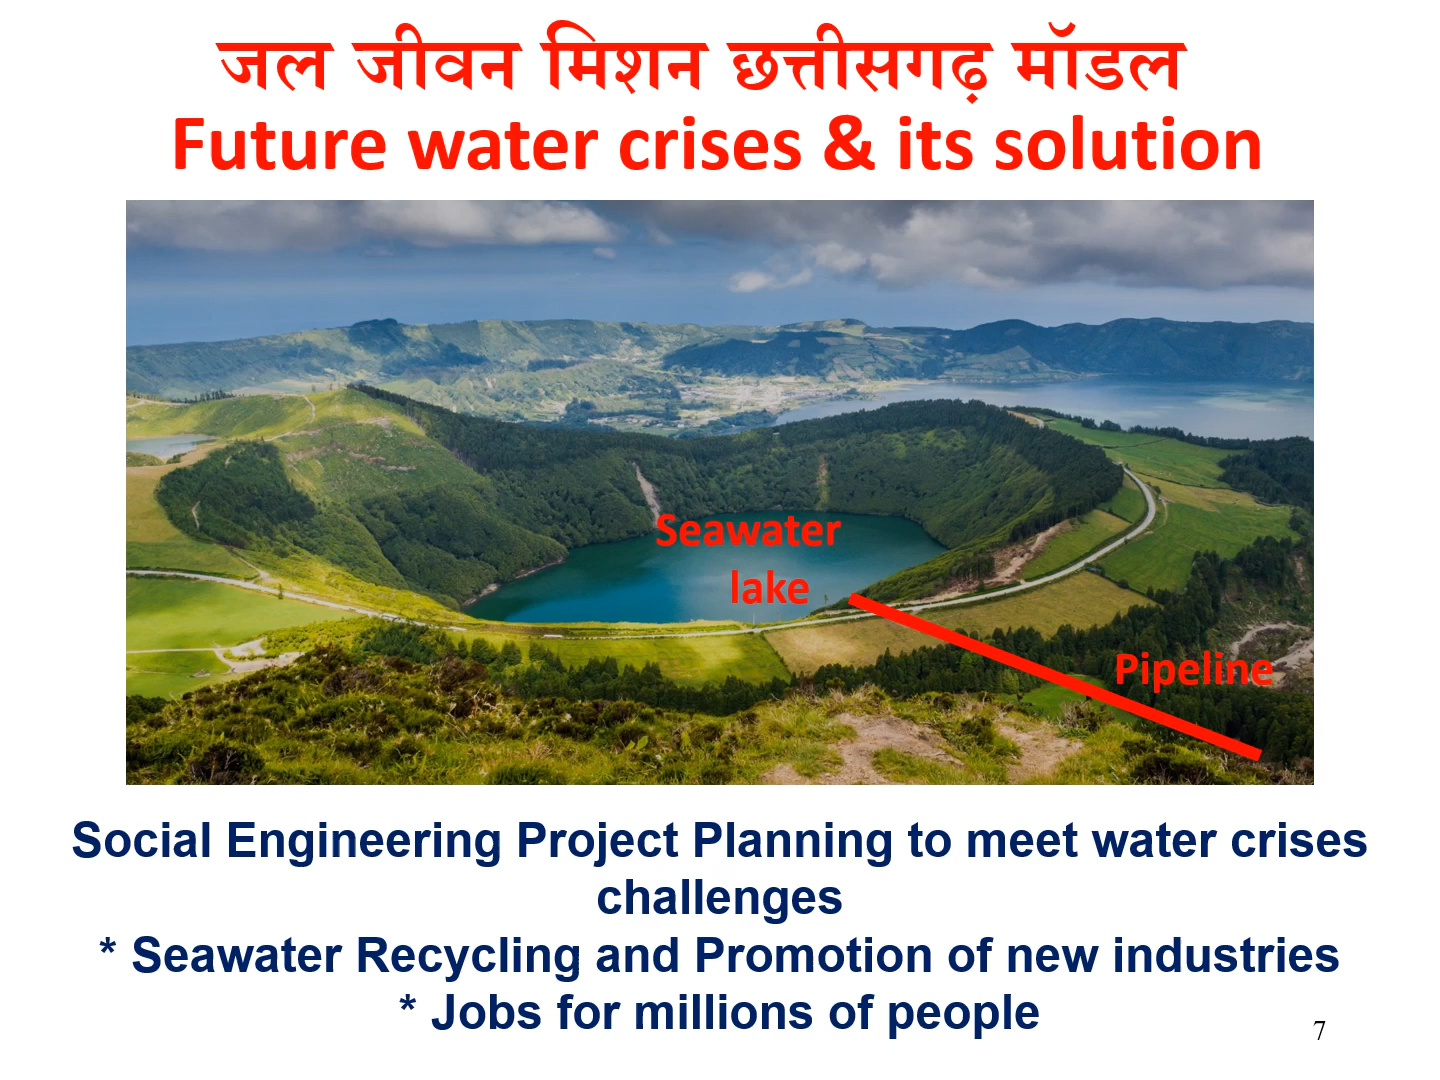 जल जीवन मिशन छत्तीसगढ़ मॉडल
Future water crises & its solution
Seawater
lake
Pipeline
Social Engineering Project Planning to meet water crises
challenges
* Seawater Recycling and Promotion of new industries
* Jobs for millions of people
7